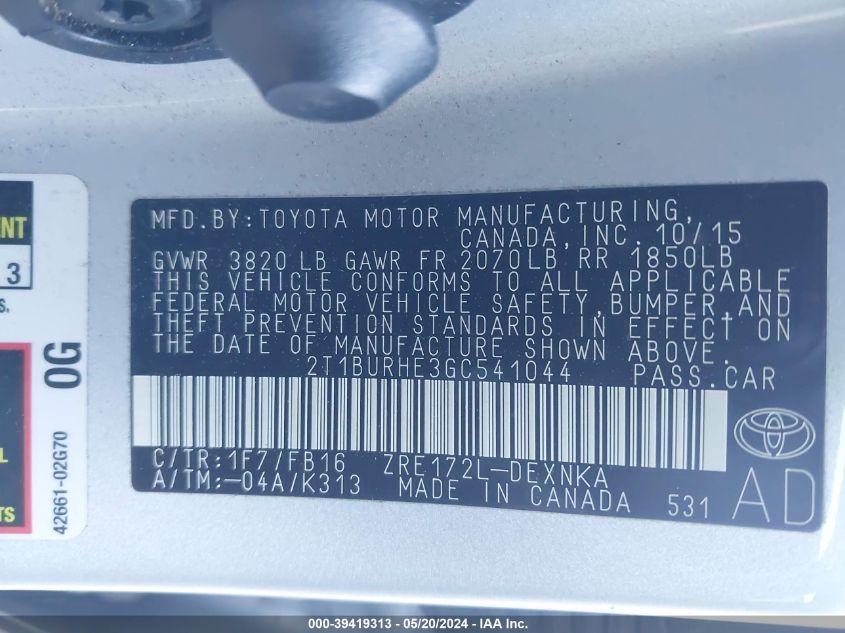 MFD.BY:TOYOTA MOTOR MANUFACTURING,
CANADA,INC. 10/15
GVWR 3820 LB GAWR FR 2070LB RR 1850LB
THIS VEHICLE CONFORMS TO ALL APPLICABLE
FEDERAL MOTOR VEHICLE SAFETY,BUMPER,AND
THEFT PREVENTION STANDARDS IN EFFECT ON
THE DATE OF MANUFACTURE SHOWN ABOVE.
2T1BURHE3GC541044 PASS.CAR
C/TR:1F7/FB16 ZRE172L-DEXNKA
A/TM:-04A/K313 MADE IN CANADA 531
AD
3
S.
0G
42661-02G70
000-39419313 - 05/20/2024 - IAA Inc.